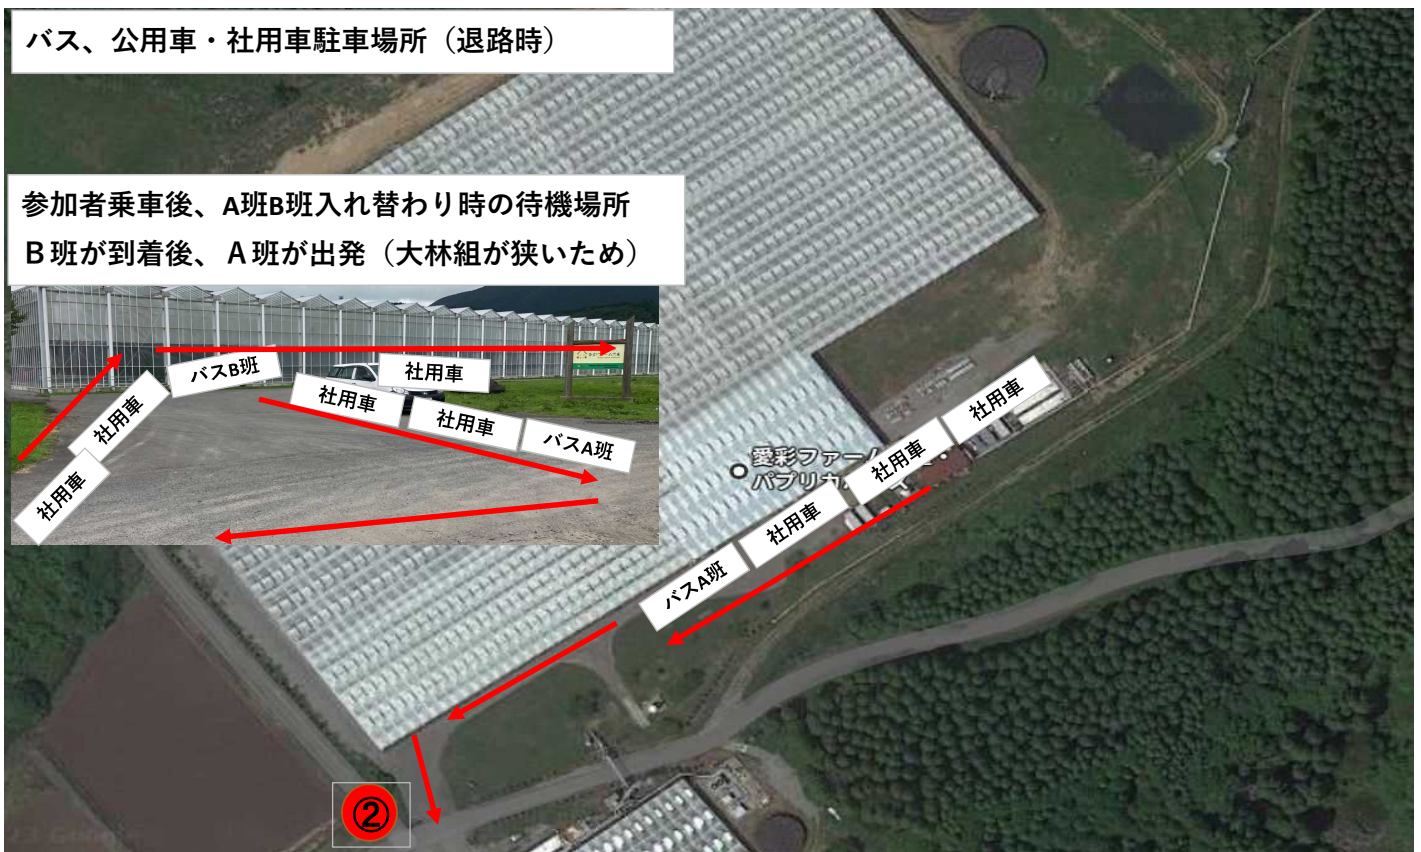 バス、公用車・社用車駐車場所（退路時）
参加者乗車後、A班B班入れ替わり時の待機場所
Ｂ班が到着後、Ａ班が出発（大林組が狭いため）
バスB班
社用車
社用車
社用車
社用車
社用車
バスA班
社用車
社用車
社用車
バスA班
愛彩ファーム
パプリカ
②